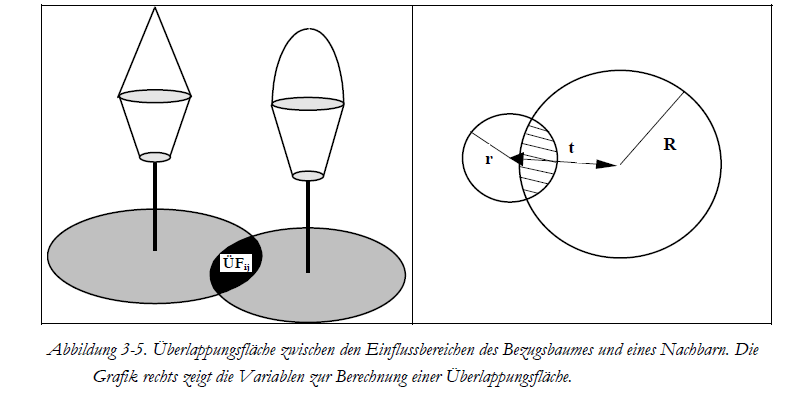 ÜFij
r
t
R
Abbildung 3-5. Überlappungsfläche zwischen den Einflussbereichen des Bezugsbaumes und eines Nachbarn. Die
Grafik rechts zeigt die Variablen zur Berechnung einer Überlappungsfläche.